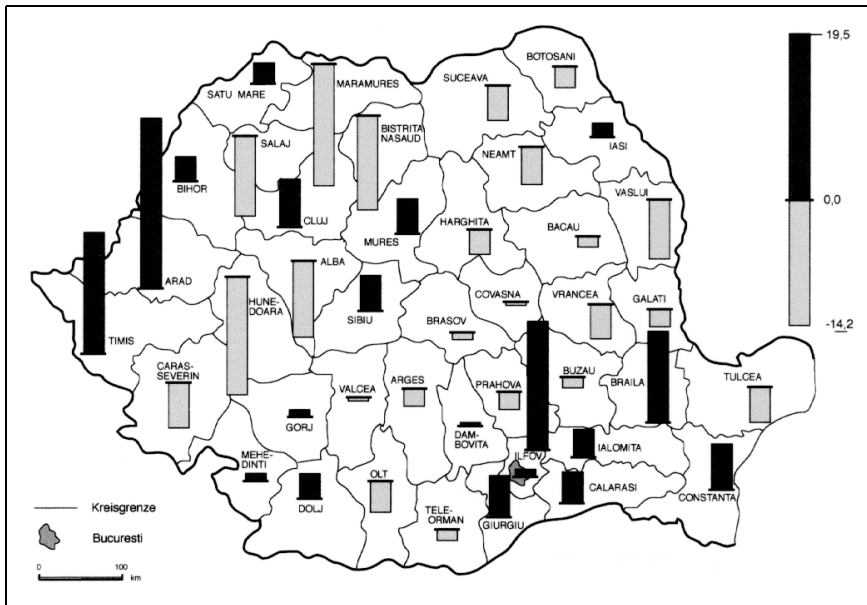 19,5
0,0
-14,2
BOTOSANI
SUCEAVA
SATU MARE
MARAMURES
BISTRITA
NASAUD
SALAJ
IASI
NEAMT
BIHOR
VASLUI
CLUJ
MURES
HARGHITA
BACAU
ARAD
ALBA
HUNE-
DOARA
COVASNA
VRANCEA
GALATI
SIBIU
BRASOV
TIMIS
CARAS-
SEVERIN
VALCEA
ARGES
PRAHOVA
BUZAU
BRAILA
TULCEA
GORJ
DAM-
BOVITA
MEHE-
DINTI
ILFOV
IALOMITA
OLT
CALARASI
CONSTANTA
DOLJ
TELE-
ORMAN
GIURGIU
Kreisgrenze
Bucuresti
0 100
km